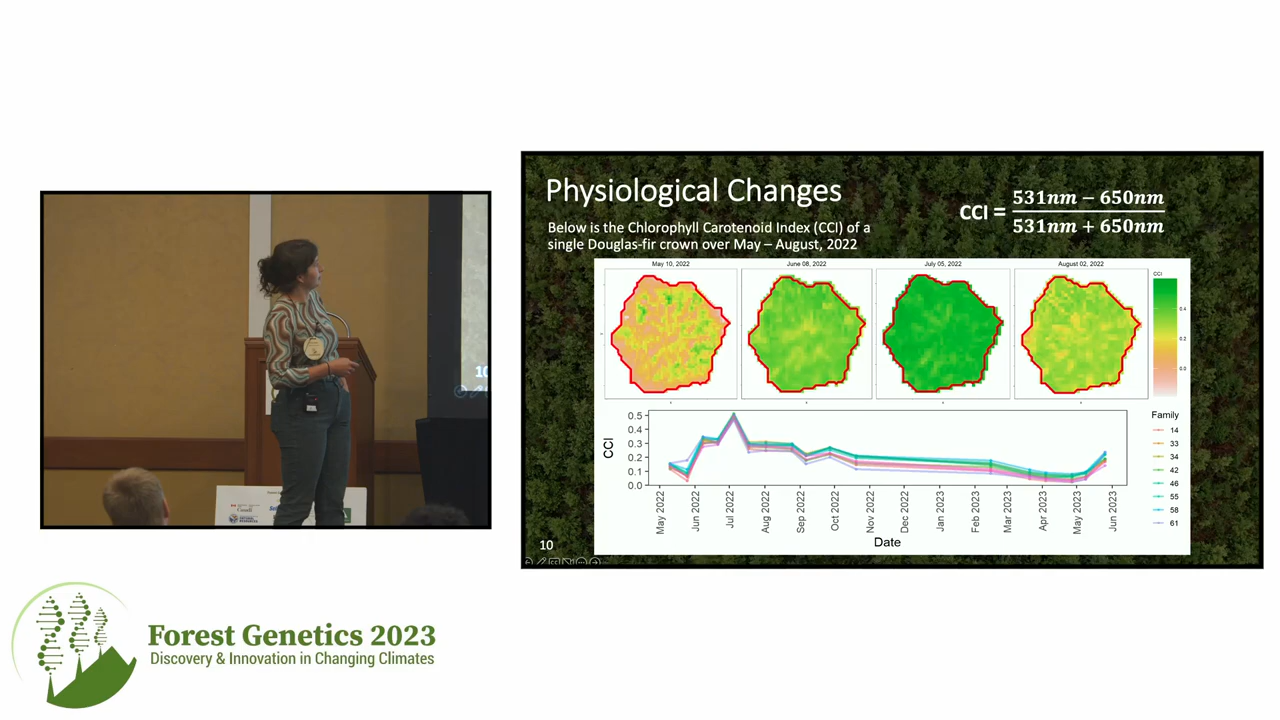 Physiological Changes
Below is the Chlorophyll Carotenoid Index (CCI) of a
single Douglas-fir crown over May – August, 2022
CCI = 531nm − 650nm
531nm + 650nm
May 10, 2022
June 08, 2022
July 05, 2022
August 02, 2022
CCI
0.4
0.2
0.0
CCI
0.5
0.4
0.3
0.2
0.1
0.0
May 2022
Jun 2022
Jul 2022
Aug 2022
Sep 2022
Oct 2022
Nov 2022
Dec 2022
Jan 2023
Feb 2023
Mar 2023
Apr 2023
May 2023
Jun 2023
Date
Family
14
33
34
42
46
55
58
61
10
10
Canada
Forest Genetics 2023
Discovery & Innovation in Changing Climates